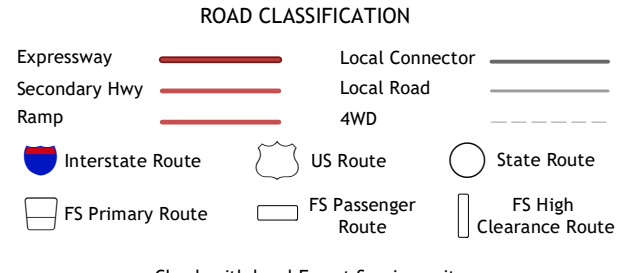 ROAD CLASSIFICATION
Expressway
Local Connector
Secondary Hwy
Local Road
Ramp
4WD
Interstate Route
US Route
State Route
FS Primary Route
FS Passenger
Route
FS High
Clearance Route